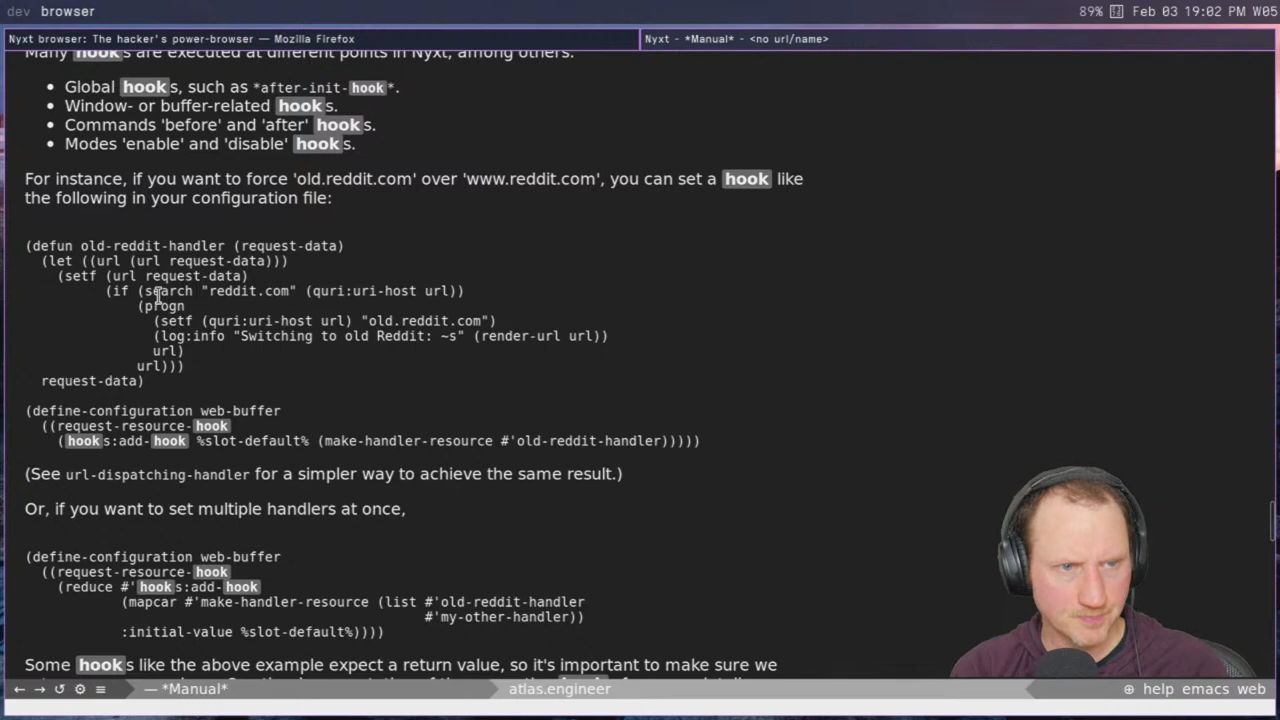 dev browser 89% Feb 03 19:02 PM W05
Nyxt browser: The hacker's power-browser — Mozilla Firefox Nyxt - *Manual* - <no url/name>
Many hooks are executed at different points in Nyxt, among others.
• Global hooks, such as *after-init-hook*.
• Window- or buffer-related hooks.
• Commands 'before' and 'after' hooks.
• Modes 'enable' and 'disable' hooks.
For instance, if you want to force 'old.reddit.com' over 'www.reddit.com', you can set a hook like
the following in your configuration file:
(defun old-reddit-handler (request-data)
(let ((url (url request-data)))
(setf (url request-data)
(if (search "reddit.com" (quri:uri-host url))
(progn
(setf (quri:uri-host url) "old.reddit.com")
(log:info "Switching to old Reddit: ~s" (render-url url))
url)
url)))
request-data)
(define-configuration web-buffer
((request-resource-hook
(hooks:add-hook %slot-default% (make-handler-resource #'old-reddit-handler)))))
(See url-dispatching-handler for a simpler way to achieve the same result.)
Or, if you want to set multiple handlers at once,
(define-configuration web-buffer
((request-resource-hook
(reduce #'hooks:add-hook
(mapcar #'make-handler-resource (list #'old-reddit-handler
#'my-other-handler))
:initial-value %slot-default%))))
Some hooks like the above example expect a return value, so it's important to make sure we
← → ↺ ⚙ ≡ — *Manual* atlas.engineer ⊕ help emacs web